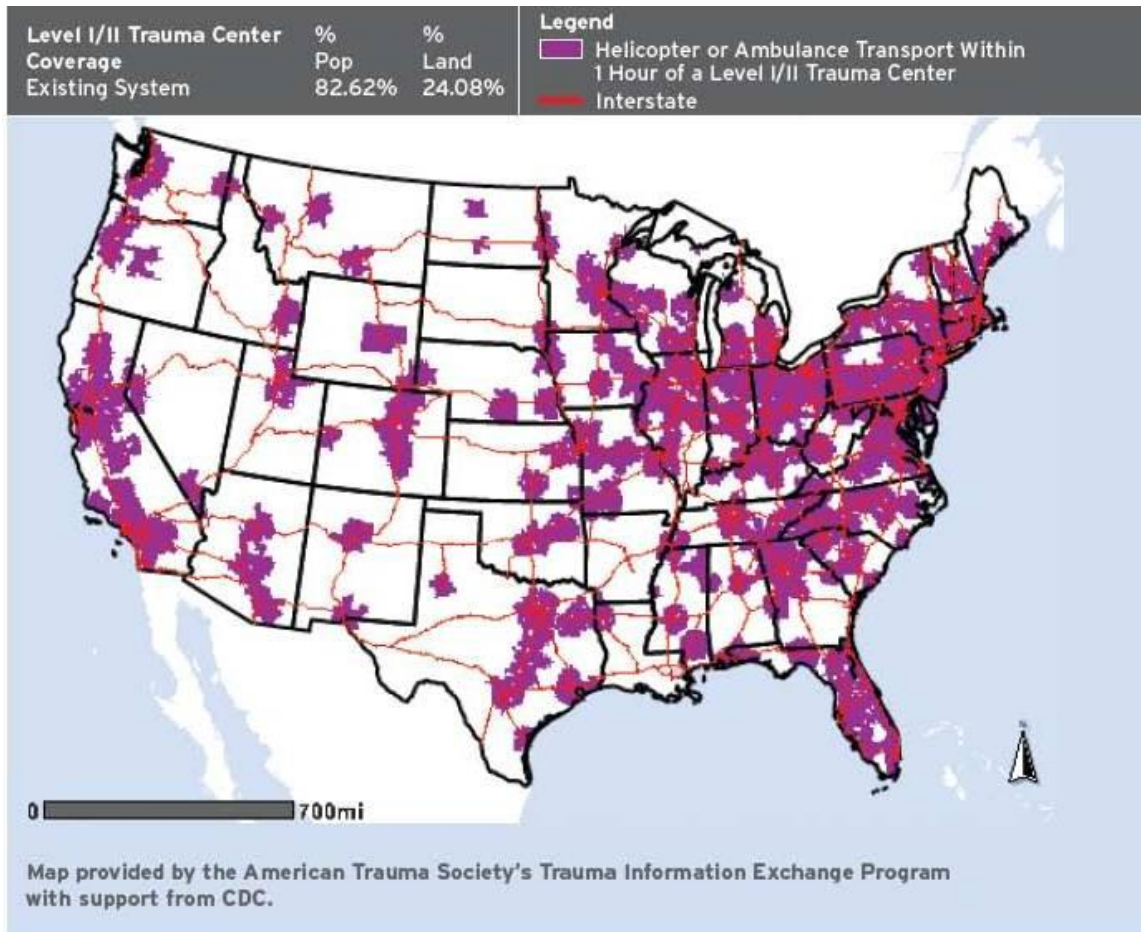 Level I/II Trauma Center % %
Coverage Pop Land
Existing System 82.62% 24.08%
Legend
Helicopter or Ambulance Transport Within
1 Hour of a Level I/II Trauma Center
Interstate
N
0 700mi
Map provided by the American Trauma Society's Trauma Information Exchange Program
with support from CDC.